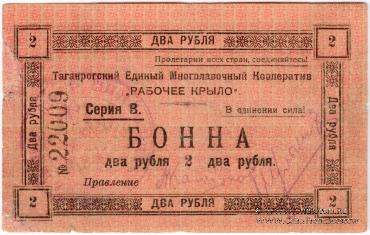 2 ДВА РУБЛЯ 2
Пролетарии всех стран, соединяйтесь!
Таганрогский Единый Многолавочный Кооператив
„РАБОЧЕЕ КРЫЛО"
Серия 8. В единении сила!
БОННА
два рубля 2 два рубля.
Правление
2 ДВА РУБЛЯ 2
Два рубля
№ 22009
Два рубля